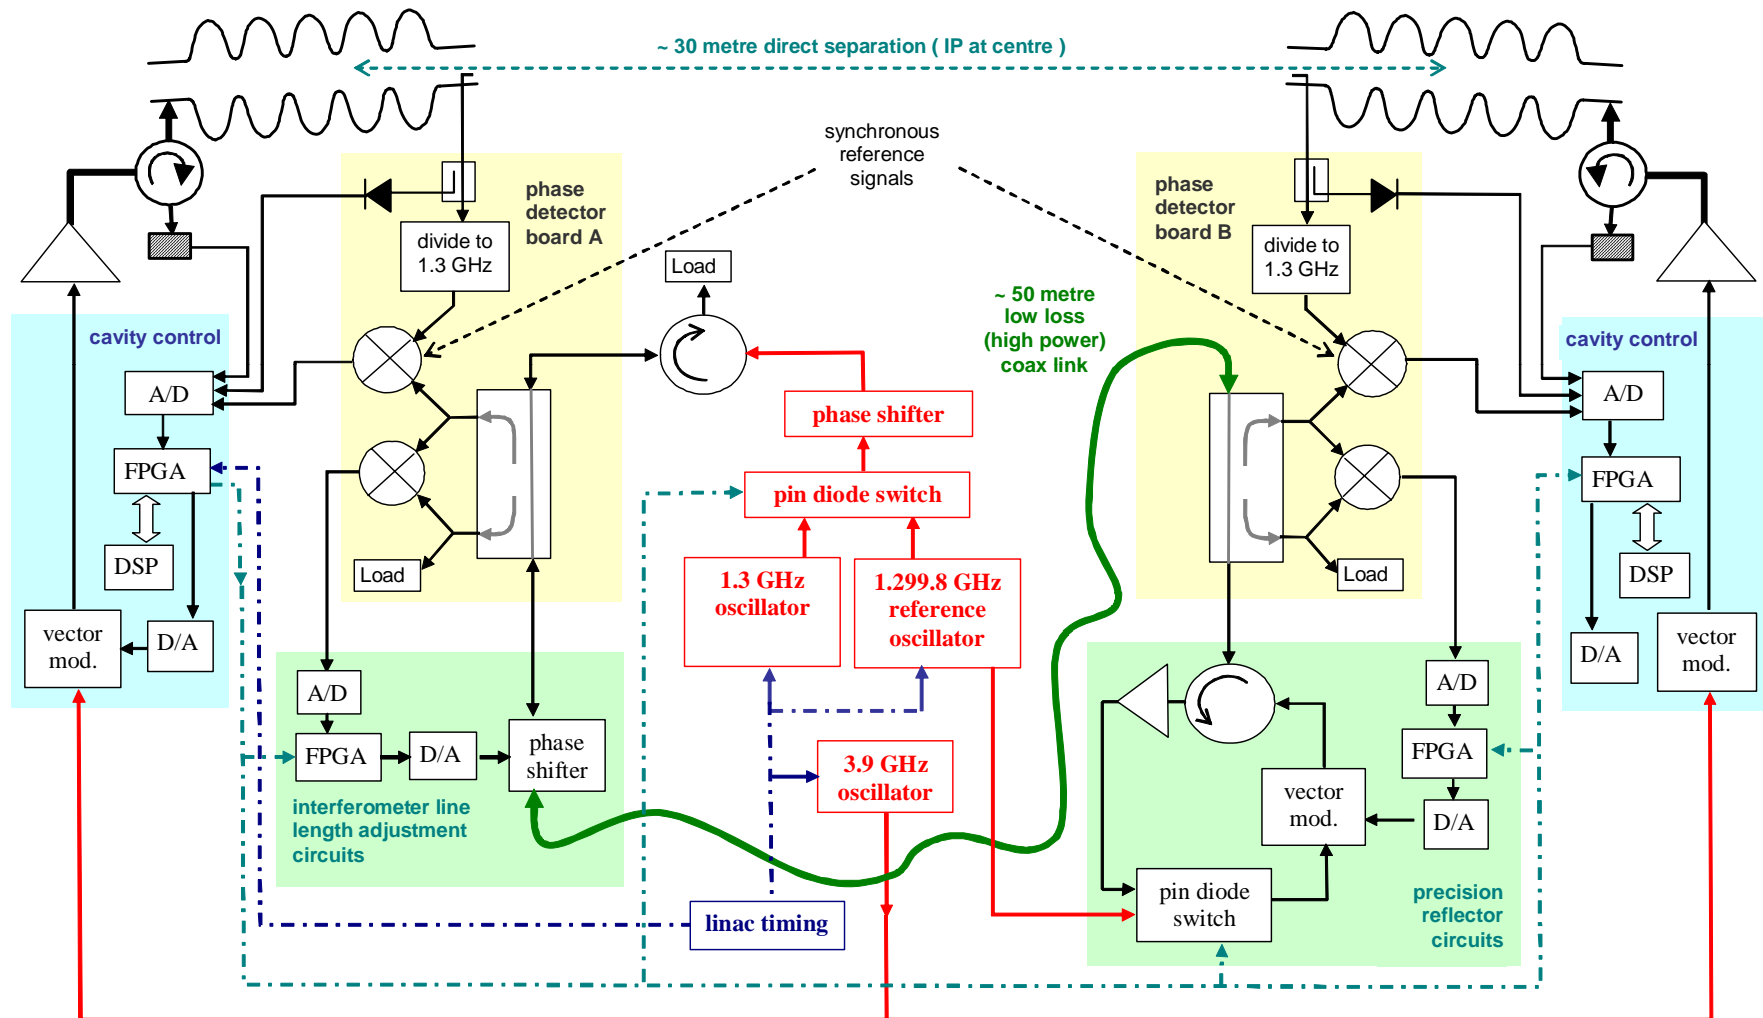 ~ 30 metre direct separation ( IP at centre )
synchronous
reference
signals
phase
detector
board A
phase
detector
board B
divide to
1.3 GHz
divide to
1.3 GHz
Load
~ 50 metre
low loss
(high power)
coax link
cavity control
cavity control
A/D
A/D
phase shifter
FPGA
FPGA
pin diode switch
DSP
DSP
Load
Load
1.3 GHz
oscillator
1.299.8 GHz
reference
oscillator
vector
mod.
D/A
D/A
vector
mod.
A/D
A/D
FPGA
D/A
phase
shifter
FPGA
3.9 GHz
oscillator
vector
mod.
D/A
interferometer line
length adjustment
circuits
pin diode
switch
precision
reflector
circuits
linac timing